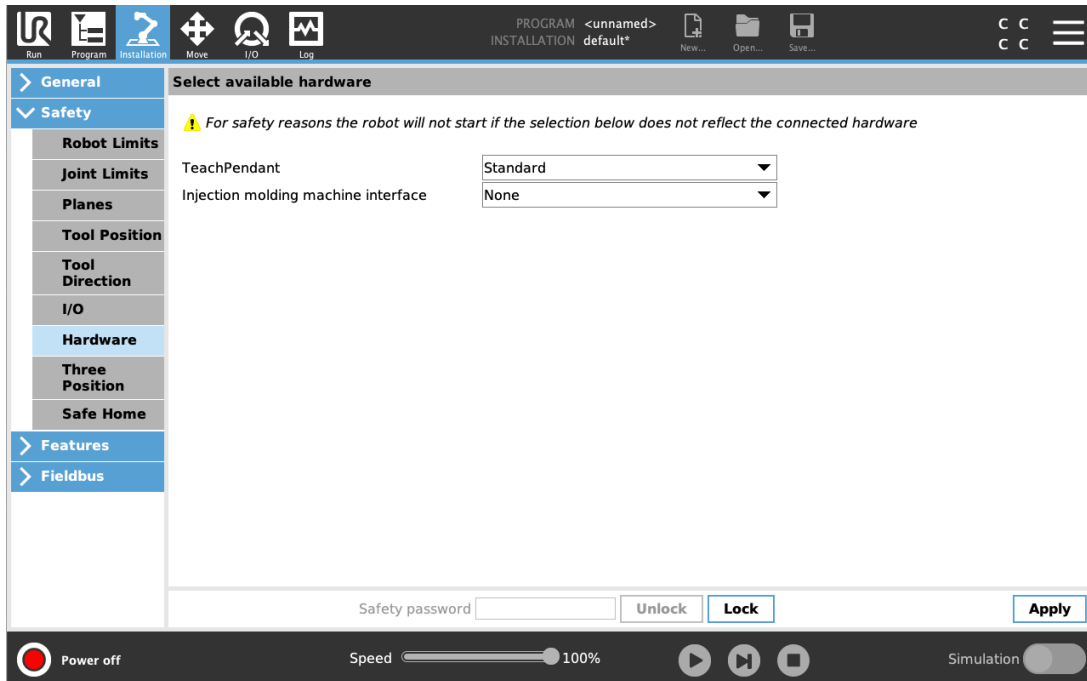 PROGRAM <unnamed>
INSTALLATION default*
Run Program Installation Move I/O Log New... Open... Save...
C C
C C
General
Select available hardware
Safety
For safety reasons the robot will not start if the selection below does not reflect the connected hardware
Robot Limits
TeachPendant Standard
Joint Limits
Injection molding machine interface None
Planes
Tool Position
Tool
Direction
I/O
Hardware
Three
Position
Safe Home
Features
Fieldbus
Safety password Unlock Lock Apply
Power off Speed 100% Simulation